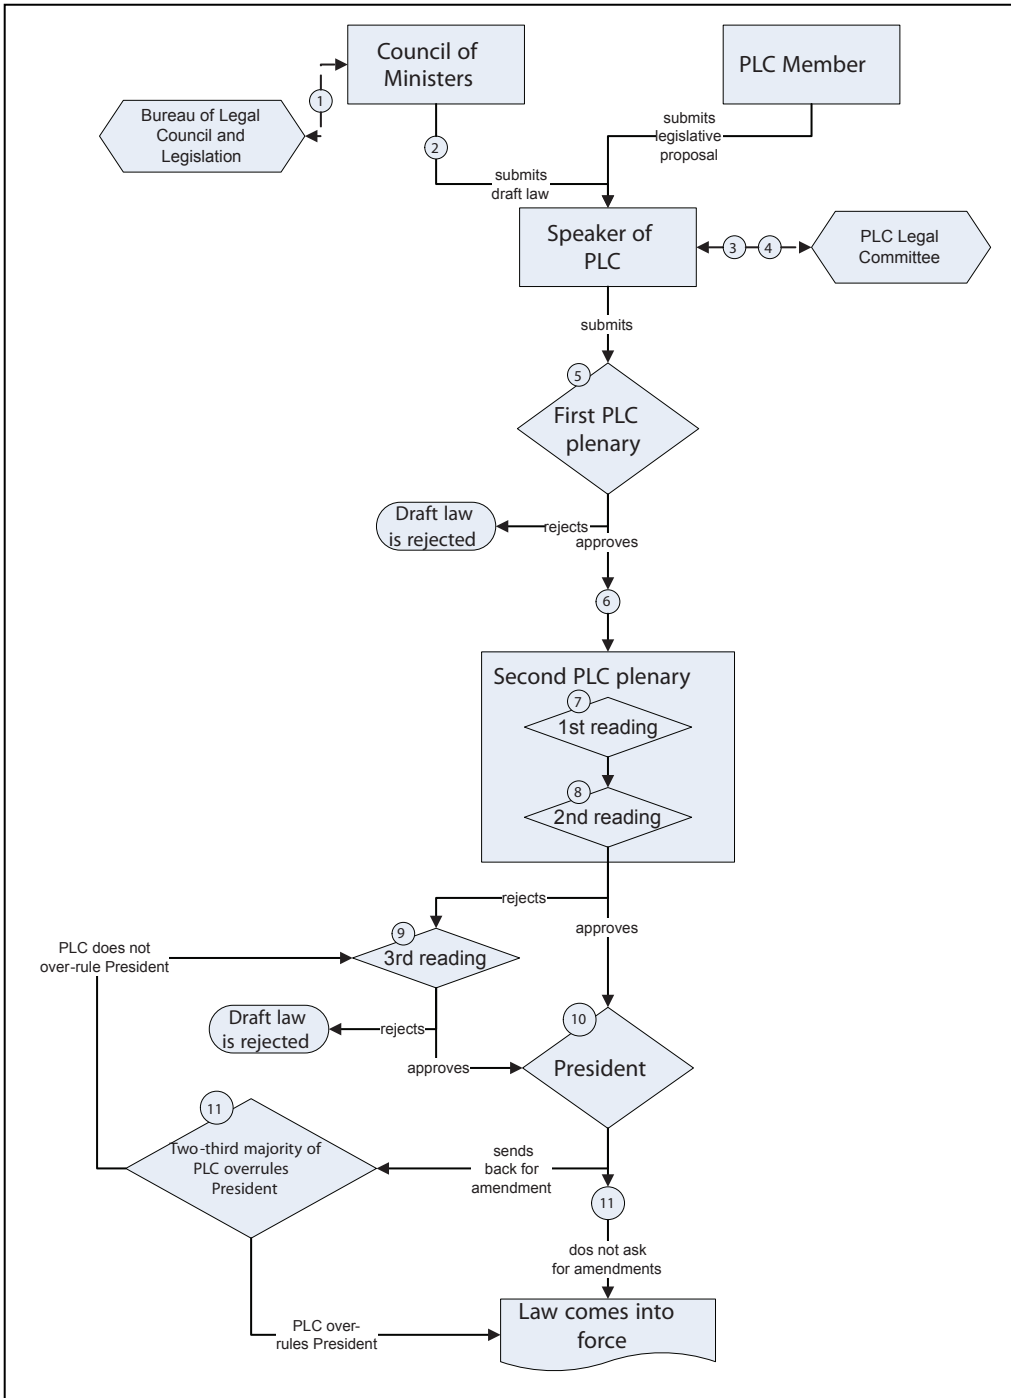 Council of
Ministers
PLC Member
1
Bureau of Legal
Council and
Legislation
2
submits
legislative
proposal
submits
draft law
Speaker of
PLC
3
4
PLC Legal
Committee
submits
5
First PLC
plenary
Draft law
is rejected
rejects
approves
6
Second PLC plenary
7
1st reading
8
2nd reading
rejects
approves
9
3rd reading
PLC does not
over-rule President
Draft law
is rejected
rejects
approves
10
President
11
Two-third majority of
PLC overrules
President
sends
back for
amendment
11
dos not ask
for amendments
PLC over-
rules President
Law comes into
force